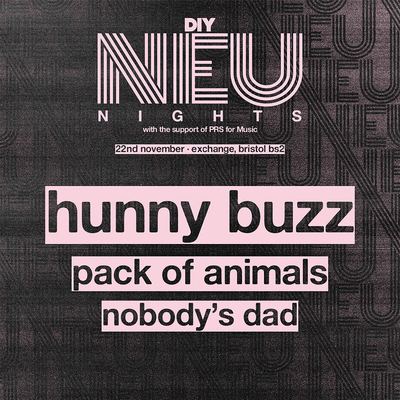 DIY
NEU
NIGHTS
with the support of PRS for Music
22nd november · exchange, bristol bs2
hunny buzz
pack of animals
nobody's dad